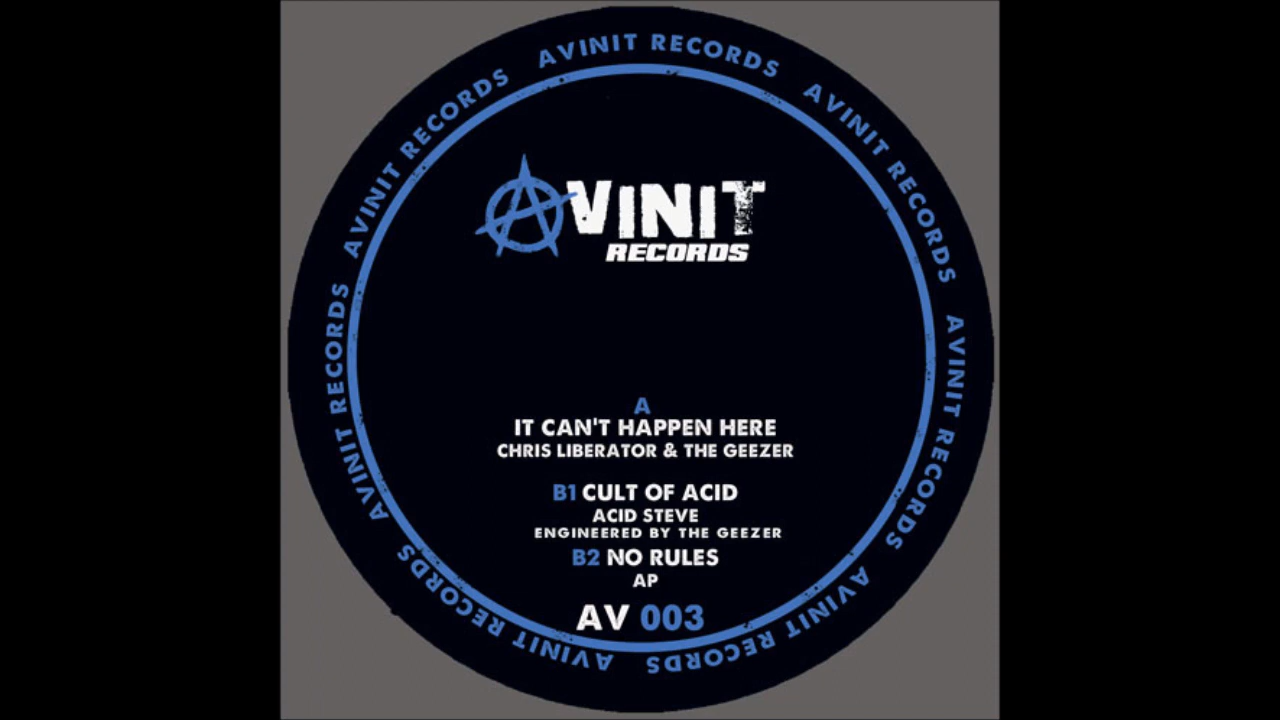 AVINIT RECORDS AVINIT RECORDS AVINIT RECORDS AVINIT RECORDS AVINIT RECORDS AVINIT RECORDS AVINIT RECORDS
AVINIT
RECORDS
A
IT CAN'T HAPPEN HERE
CHRIS LIBERATOR & THE GEEZER
B1 CULT OF ACID
ACID STEVE
ENGINEERED BY THE GEEZER
B2 NO RULES
AP
AV 003